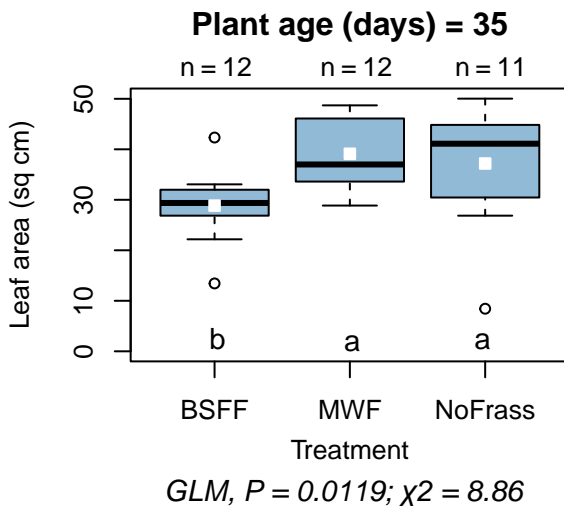 Plant age (days) = 35
n = 12 n = 12 n = 11
Leaf area (sq cm)
50
30
10
0
b a a
BSFF MWF NoFrass
Treatment
GLM, P = 0.0119; χ2 = 8.86